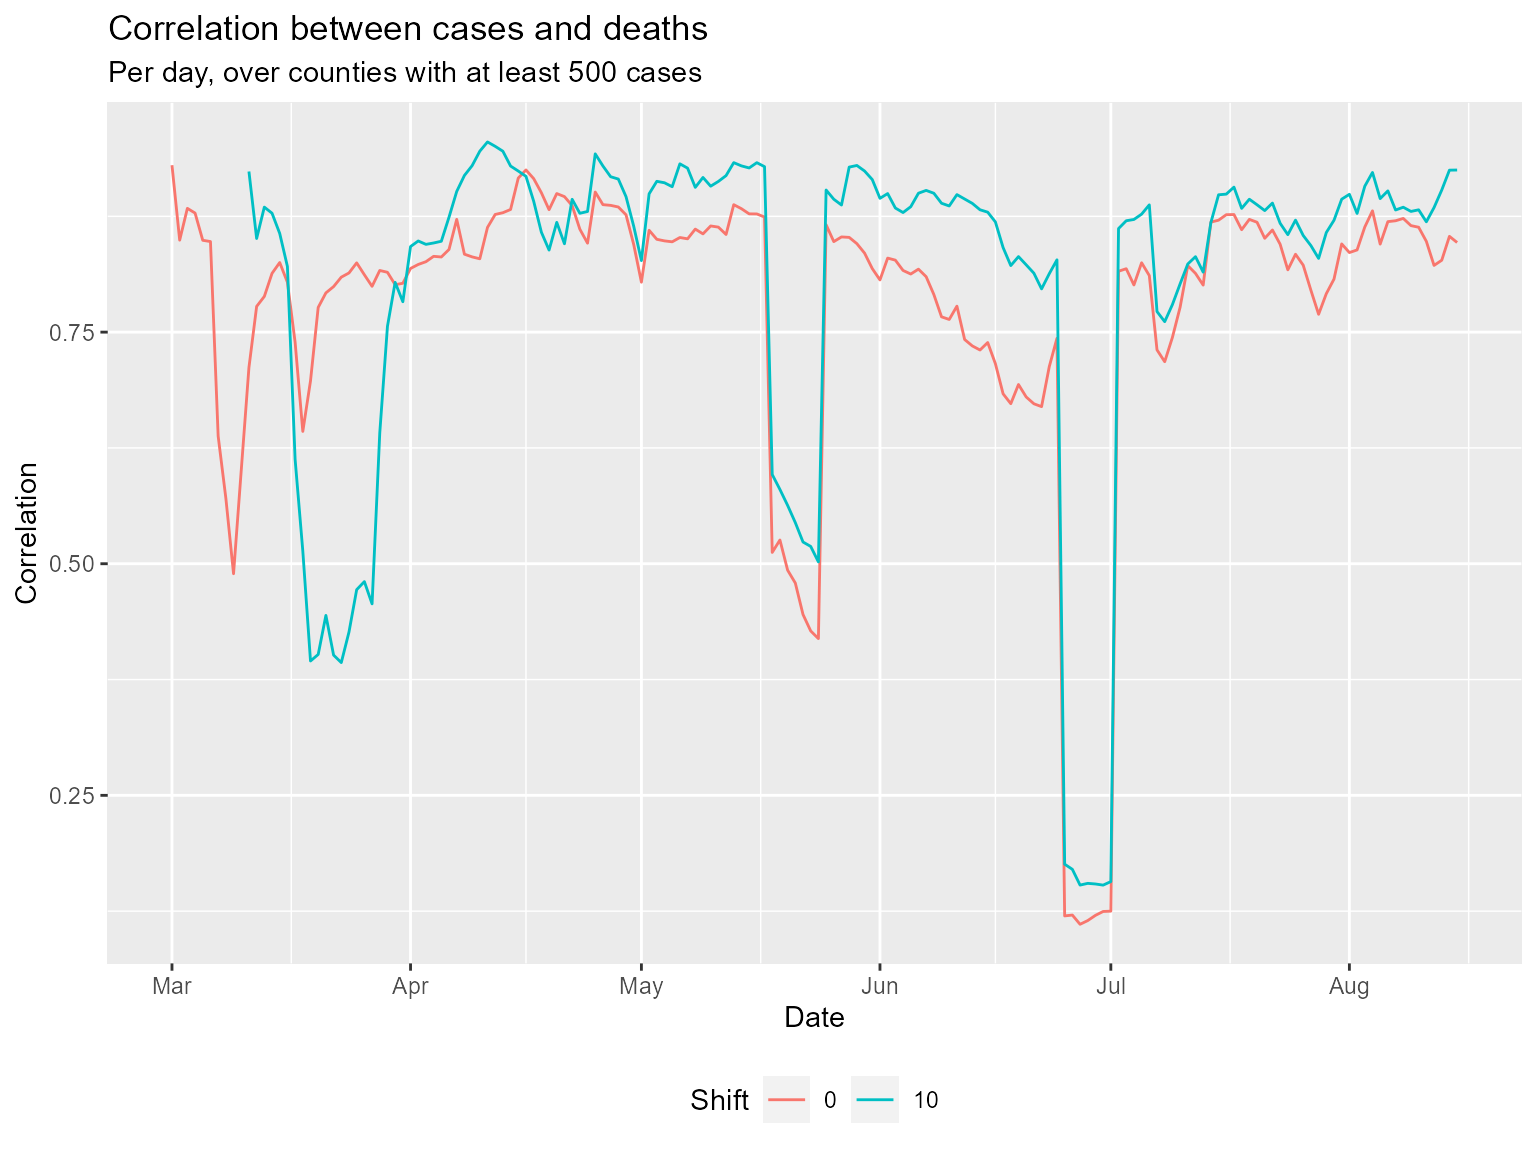 Correlation between cases and deaths
Per day, over counties with at least 500 cases
Correlation
0.75
0.50
0.25
Mar Apr May Jun Jul Aug
Date
Shift 0 10